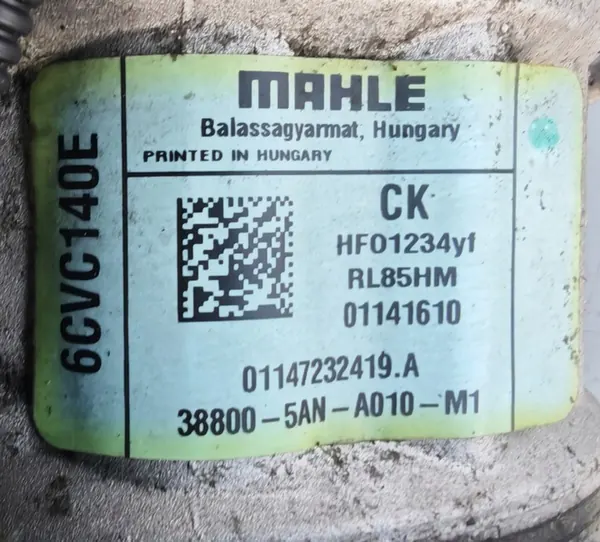 6CVC140E
MAHLE
Balassagyarmat, Hungary
PRINTED IN HUNGARY
CK
HFO1234yf
RL85HM
01141610
01147232419.A
38800-5AN-A010-M1